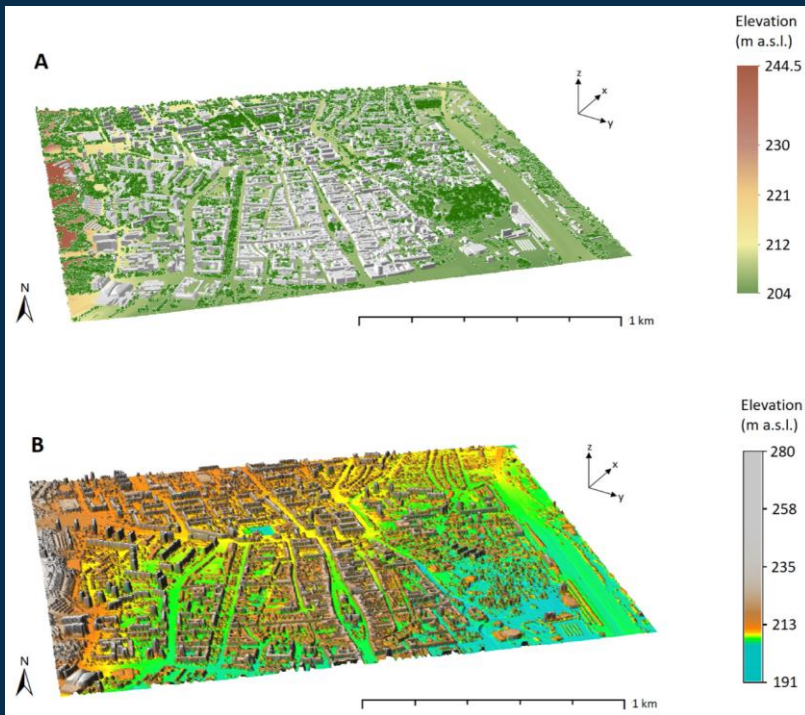 A
Elevation
(m a.s.l.)
244.5
230
221
212
204
z
x
y
N
1 km
B
Elevation
(m a.s.l.)
280
258
235
213
191
z
x
y
N
1 km